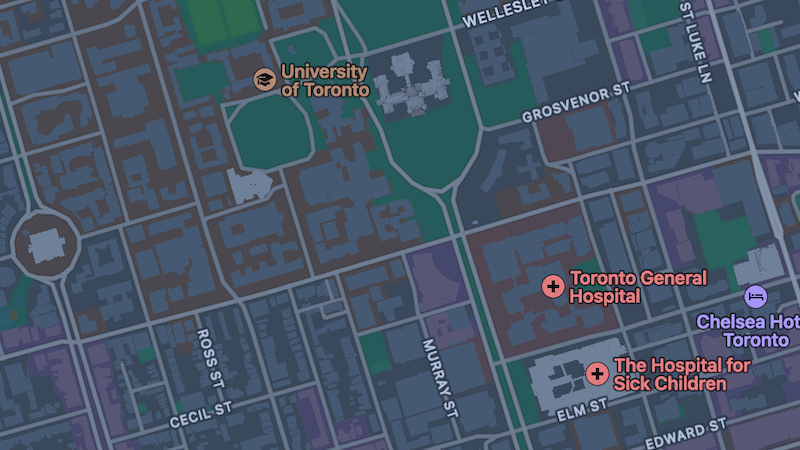 WELLESLEY
ST LUKE LN
University
of Toronto
GROSVENOR ST
Toronto General
Hospital
Chelsea Hot
Toronto
ROSS ST
MURRAY ST
The Hospital for
Sick Children
CECIL ST
ELM ST
EDWARD ST